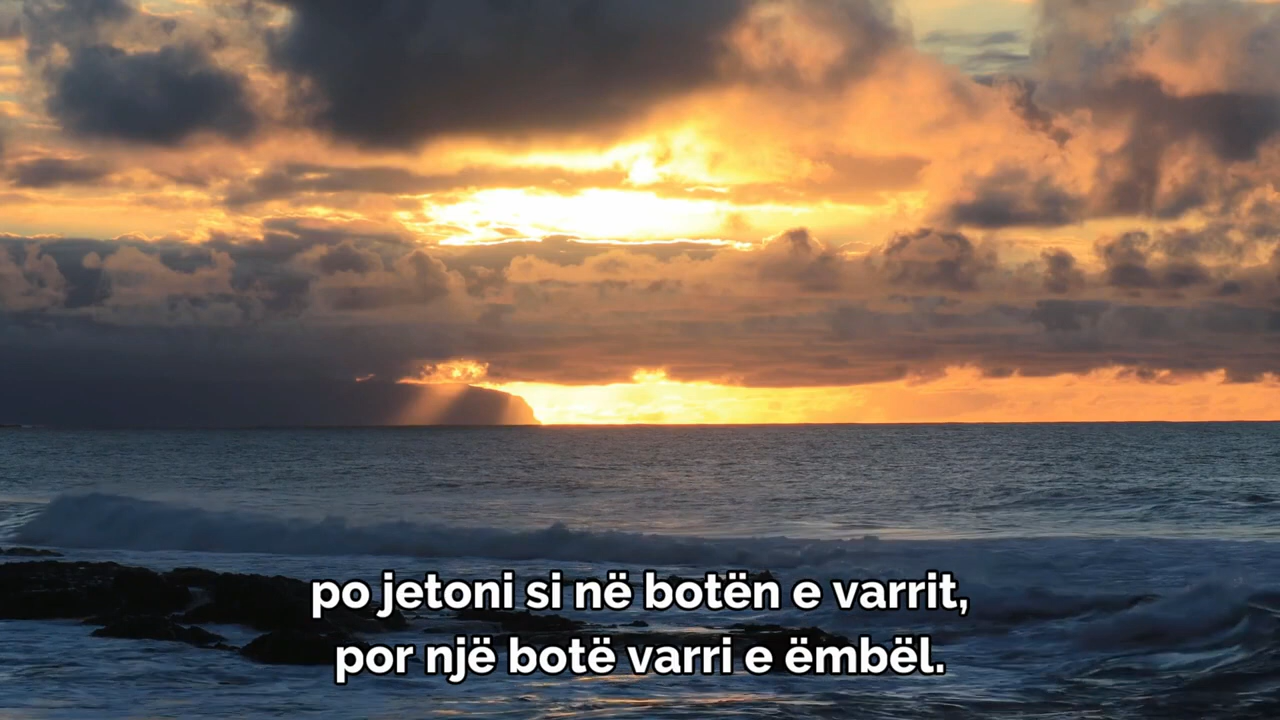 po jetoni si në botën e varrit,
por një botë varri e ëmbël.